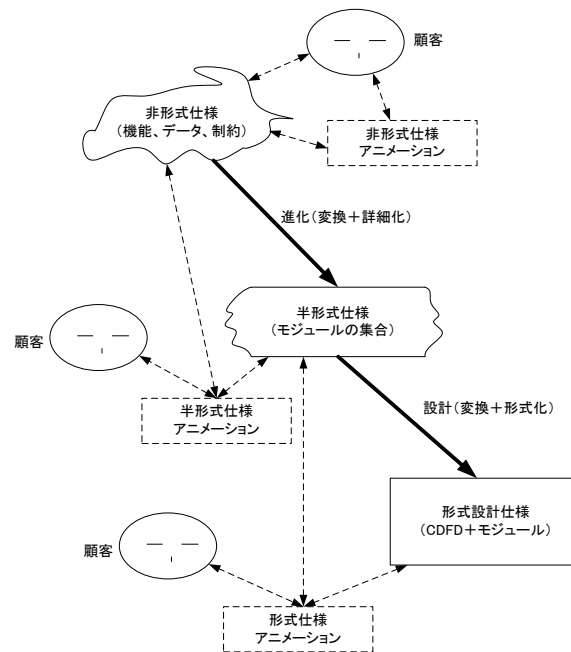 顧客
非形式仕様
(機能、データ、制約)
非形式仕様
アニメーション
進化(変換＋詳細化)
半形式仕様
(モジュールの集合)
顧客
半形式仕様
アニメーション
設計(変換＋形式化)
形式設計仕様
(CDFD＋モジュール)
顧客
形式仕様
アニメーション